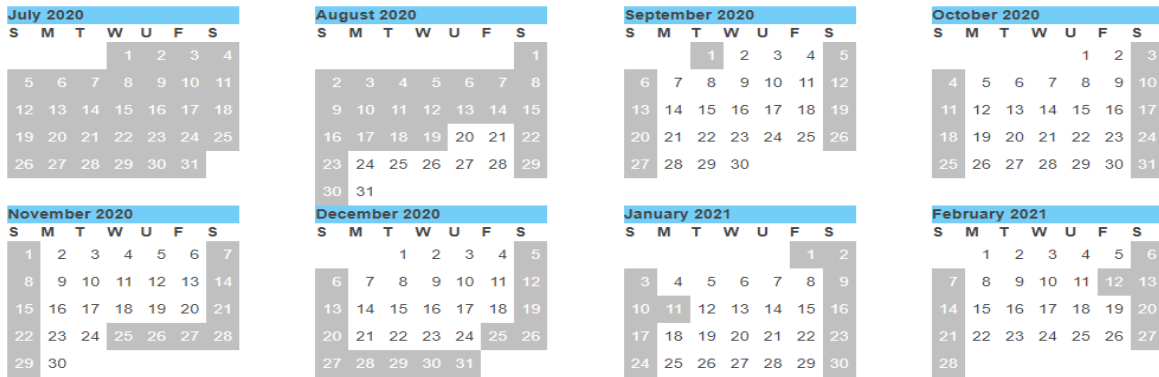 July 2020
S M T W U F S
1 2 3 4
5 6 7 8 9 10 11
12 13 14 15 16 17 18
19 20 21 22 23 24 25
26 27 28 29 30 31
August 2020
S M T W U F S
1
2 3 4 5 6 7 8
9 10 11 12 13 14 15
16 17 18 19 20 21 22
23 24 25 26 27 28 29
30 31
September 2020
S M T W U F S
1 2 3 4 5
6 7 8 9 10 11 12
13 14 15 16 17 18 19
20 21 22 23 24 25 26
27 28 29 30
October 2020
S M T W U F S
1 2 3
4 5 6 7 8 9 10
11 12 13 14 15 16 17
18 19 20 21 22 23 24
25 26 27 28 29 30 31
November 2020
S M T W U F S
1 2 3 4 5 6 7
8 9 10 11 12 13 14
15 16 17 18 19 20 21
22 23 24 25 26 27 28
29 30
December 2020
S M T W U F S
1 2 3 4 5
6 7 8 9 10 11 12
13 14 15 16 17 18 19
20 21 22 23 24 25 26
27 28 29 30 31
January 2021
S M T W U F S
1 2
3 4 5 6 7 8 9
10 11 12 13 14 15 16
17 18 19 20 21 22 23
24 25 26 27 28 29 30
February 2021
S M T W U F S
1 2 3 4 5 6
7 8 9 10 11 12 13
14 15 16 17 18 19 20
21 22 23 24 25 26 27
28